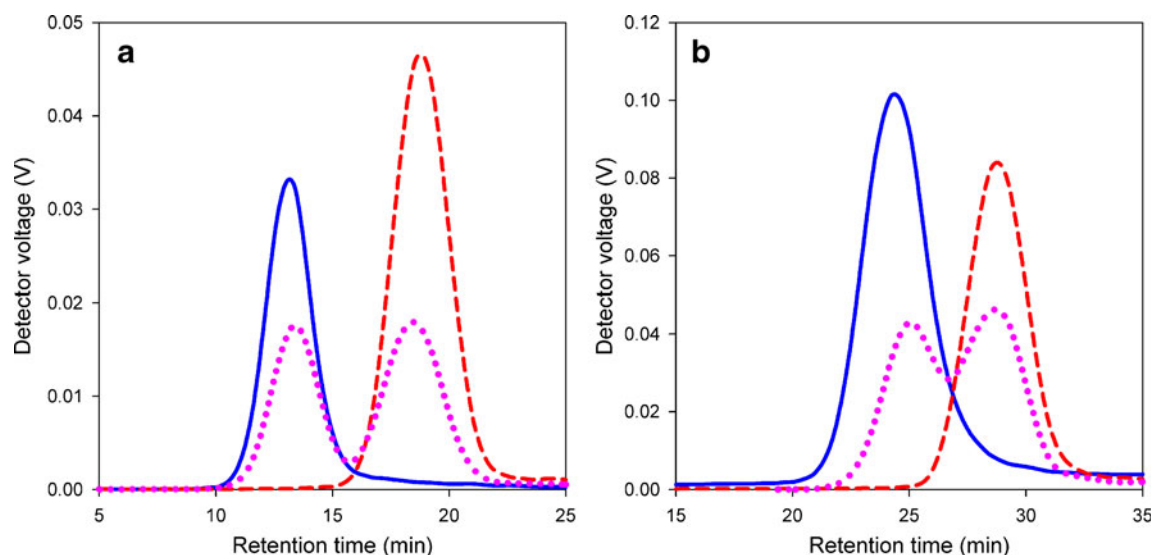 a
0.05
0.04
0.03
0.02
0.01
0.00
Detector voltage (V)
5 10 15 20 25
Retention time (min)
b
0.12
0.10
0.08
0.06
0.04
0.02
0.00
Detector voltage (V)
15 20 25 30 35
Retention time (min)